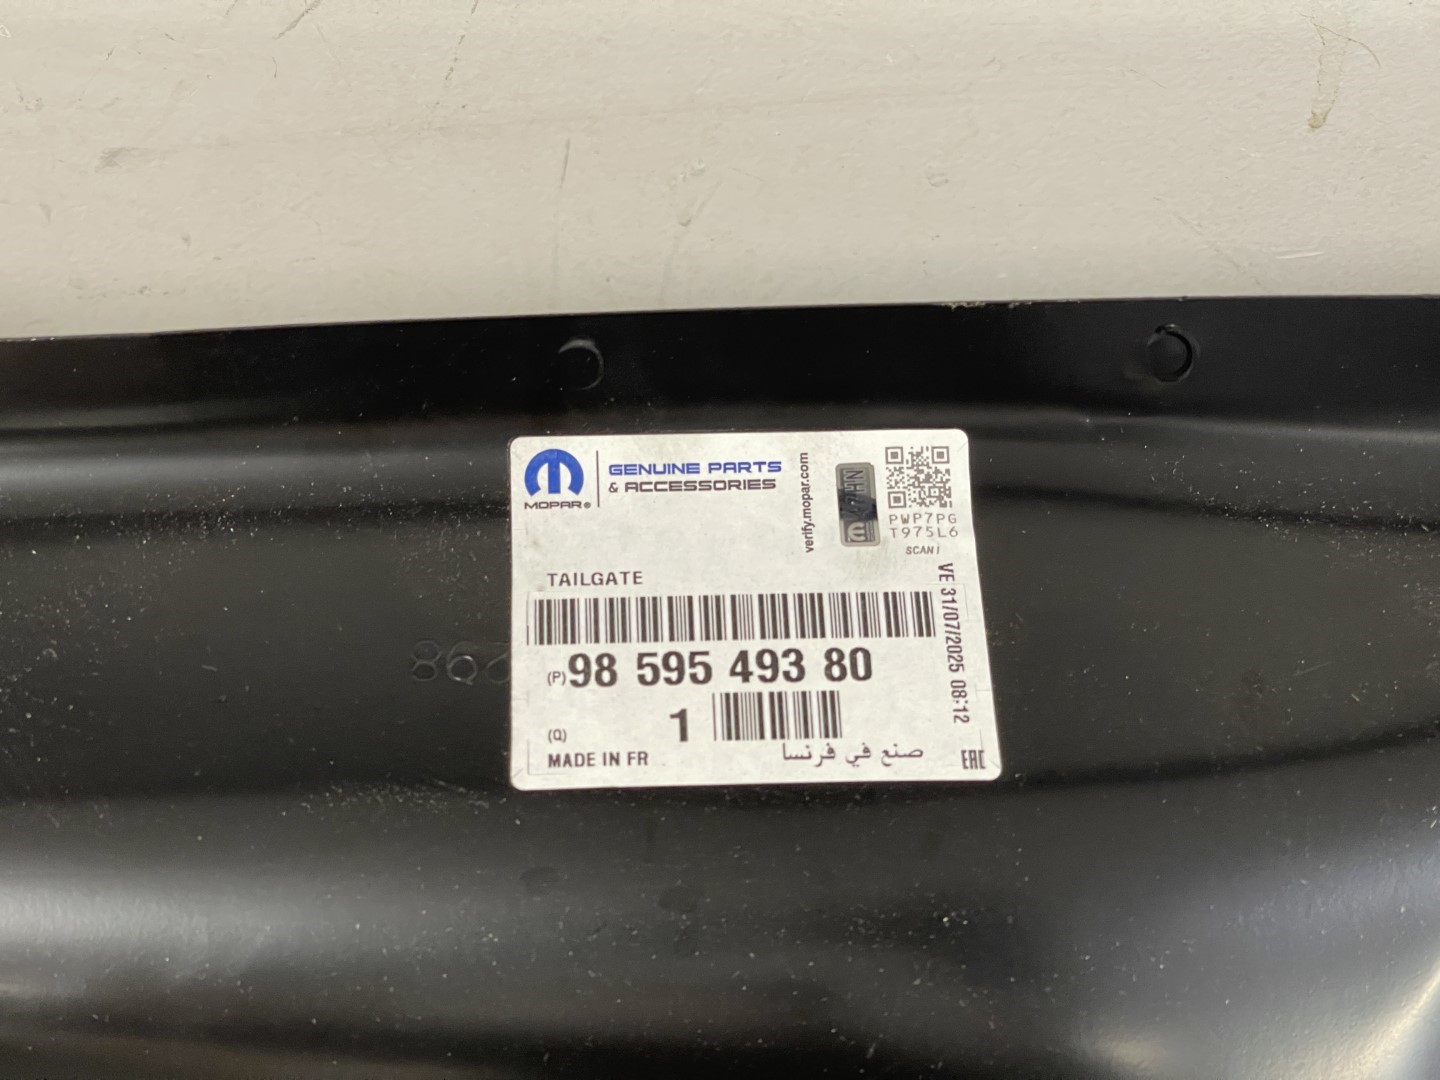 MOPAR®
GENUINE PARTS
& ACCESSORIES
verify.mopar.com
PWP7PG
T975L6
SCAN!
TAILGATE
VE 31/07/2025 08:12
(P) 98 595 493 80
(Q) 1
MADE IN FR
صنع في فرنسا
EAC